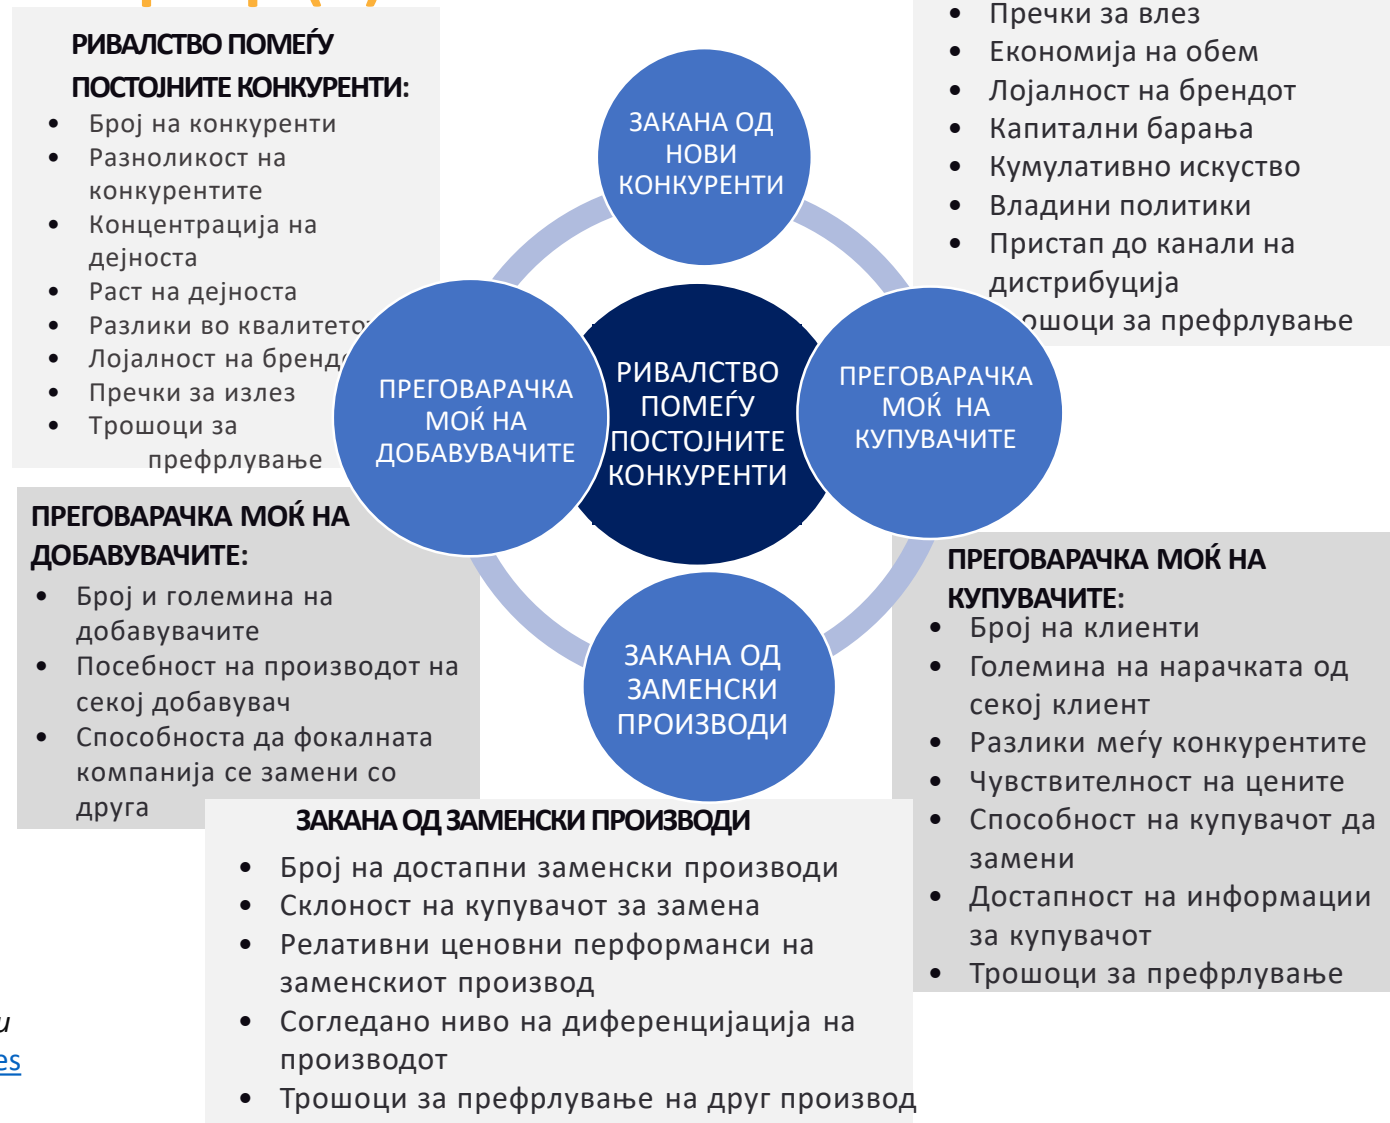 РИВАЛСТВО ПОМЕЃУ
ПОСТОЈНИТЕ КОНКУРЕНТИ:
• Број на конкуренти
• Разноликост на
конкурентите
• Концентрација на
дејноста
• Раст на дејноста
• Разлики во
• Лојалност на
• Пречки за излез
• Трошоци за
префрлување
ПРЕГОВАРАЧКА МОЌ НА
ДОБАВУВАЧИТЕ:
• Број и големина на
добавувачите
• Посебност на производот на
секој добавувач
• Способноста да фокалната
компанија се замени со
друга
ЗАКАНА ОД
НОВИ
КОНКУРЕНТИ
ПРЕГОВАРАЧКА
МОЌ НА
ДОБАВУВАЧИТЕ
РИВАЛСТВО
ПОМЕЃУ
ПОСТОЈНИТЕ
КОНКУРЕНТИ
ПРЕГОВАРАЧКА
МОЌ НА
КУПУВАЧИТЕ
ЗАКАНА ОД
ЗАМЕНСКИ
ПРОИЗВОДИ
• Пречки за влез
• Економија на обем
• Лојалност на брендот
• Капитални барања
• Кумулативно искуство
• Владини политики
• Пристап до канали на
дистрибуција
за префрлување
ПРЕГОВАРАЧКА МОЌ НА
КУПУВАЧИТЕ:
• Број на клиенти
• Големина на нарачката од
секој клиент
• Разлики меѓу конкурентите
• Чувствителност на цените
• Способност на купувачот да
замени
• Достапност на информации
за купувачот
• Трошоци за префрлување
ЗАКАНА ОД ЗАМЕНСКИ ПРОИЗВОДИ
• Број на достапни заменски производи
• Склоност на купувачот за замена
• Релативни ценовни перформанси на
заменскиот производ
• Согледано ниво на диференцијација на
производот
• Трошоци за префрлување на друг производ
es